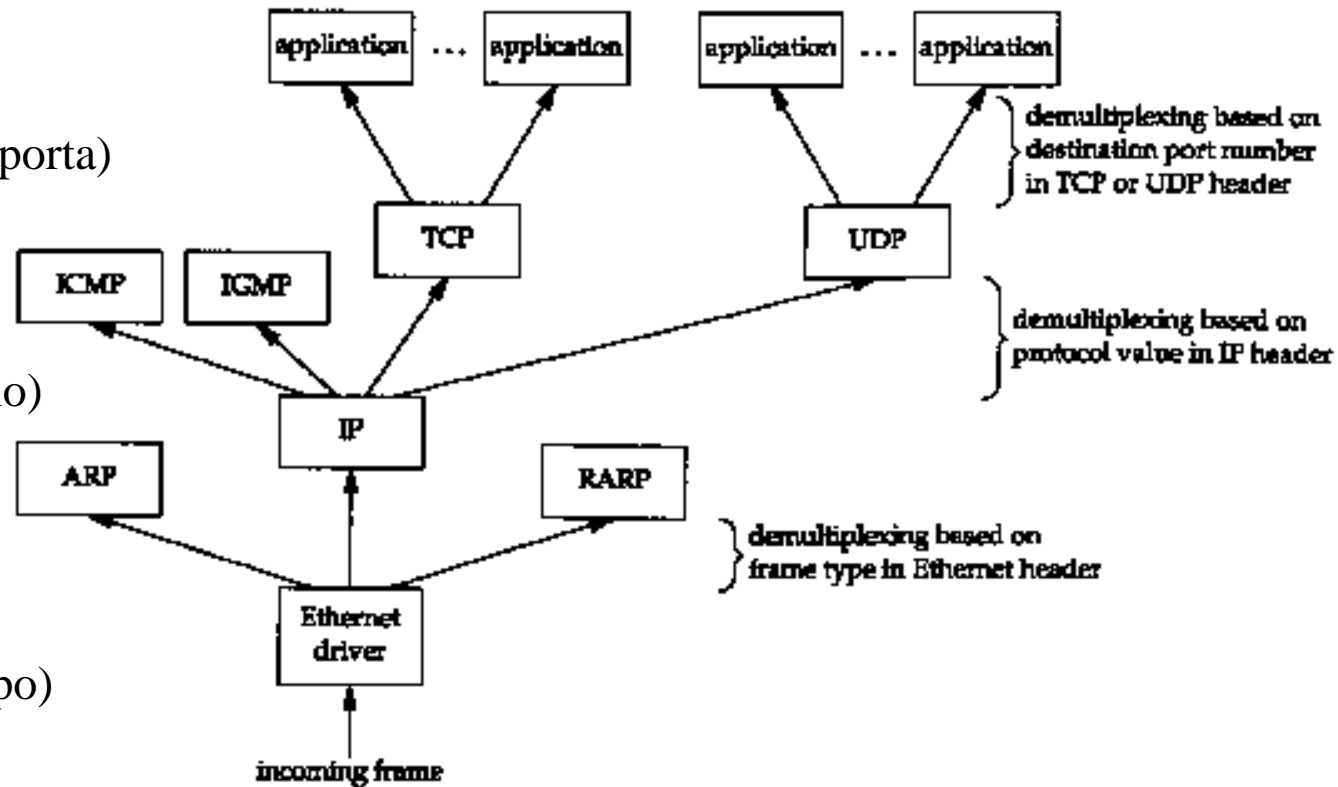 application ... application
application ... application
demultiplexing based on
destination port number
in TCP or UDP header
porta)
TCP
UDP
ICMP
IGMP
demultiplexing based on
protocol value in IP header
o)
IP
ARP
RARP
demultiplexing based on
frame type in Ethernet header
Ethernet
driver
po)
incoming frame